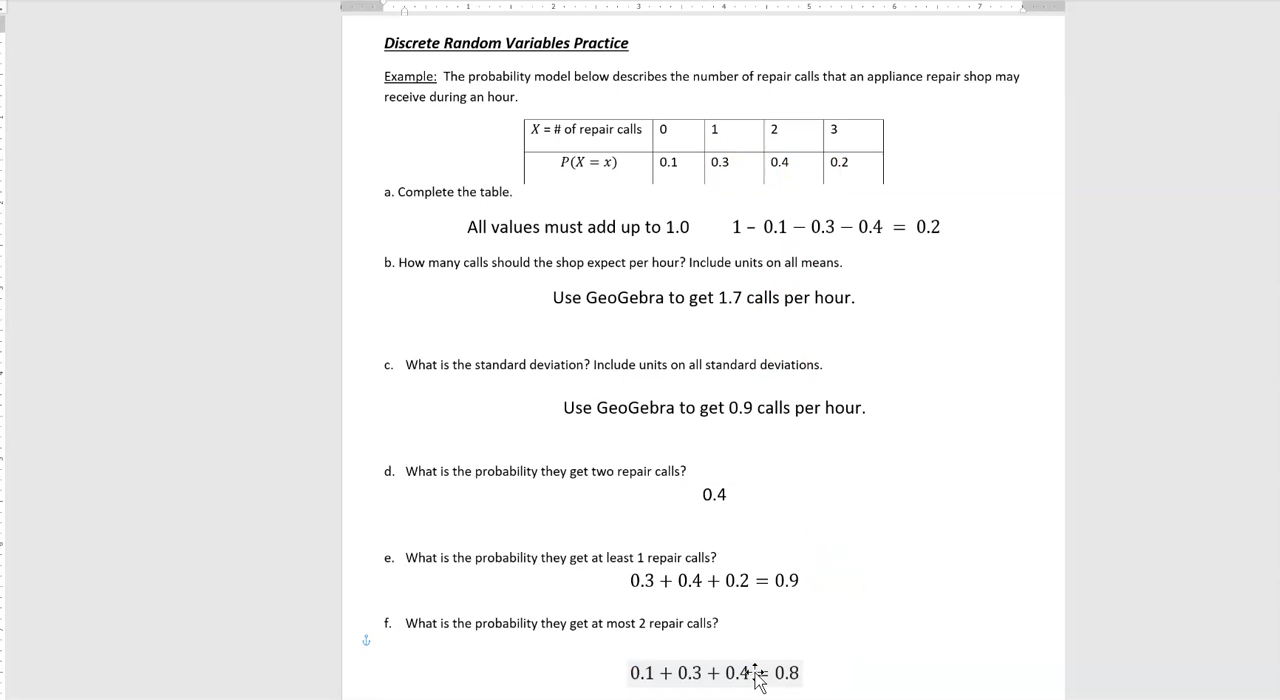 1 2 3 4 5 6 7
Discrete Random Variables Practice
Example: The probability model below describes the number of repair calls that an appliance repair shop may
receive during an hour.
X = # of repair calls 0 1 2 3
P(X = x) 0.1 0.3 0.4 0.2
a. Complete the table.
All values must add up to 1.0 1 - 0.1 − 0.3 − 0.4 = 0.2
b. How many calls should the shop expect per hour? Include units on all means.
Use GeoGebra to get 1.7 calls per hour.
c. What is the standard deviation? Include units on all standard deviations.
Use GeoGebra to get 0.9 calls per hour.
d. What is the probability they get two repair calls?
0.4
e. What is the probability they get at least 1 repair calls?
0.3 + 0.4 + 0.2 = 0.9
f. What is the probability they get at most 2 repair calls?
0.1 + 0.3 + 0.4 = 0.8